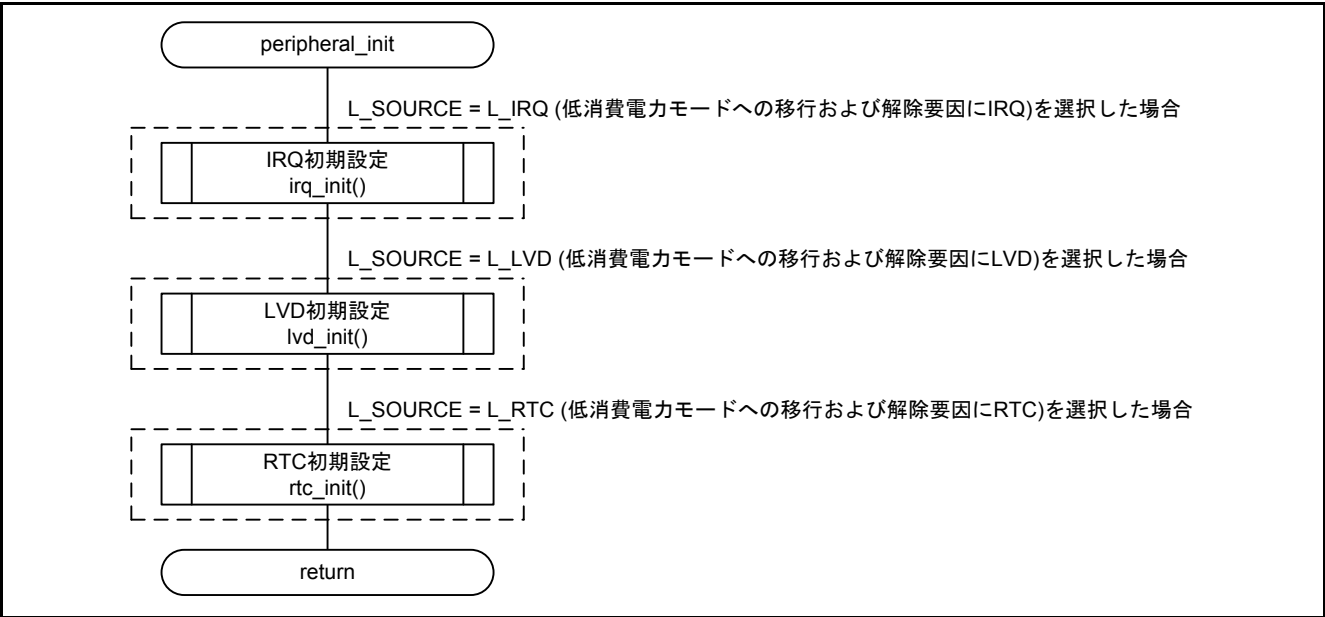 peripheral_init
L_SOURCE = L_IRQ (低消費電力モードへの移行および解除要因にIRQ)を選択した場合
IRQ初期設定
irq_init()
L_SOURCE = L_LVD (低消費電力モードへの移行および解除要因にLVD)を選択した場合
LVD初期設定
lvd_init()
L_SOURCE = L_RTC (低消費電力モードへの移行および解除要因にRTC)を選択した場合
RTC初期設定
rtc_init()
return